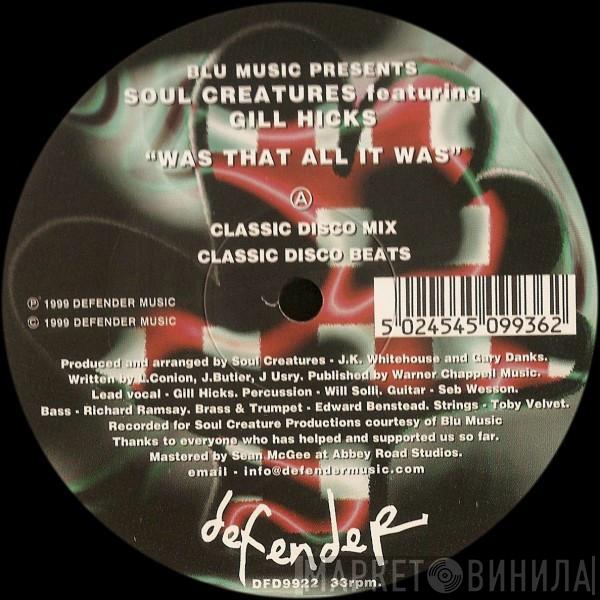 BLU MUSIC PRESENTS
SOUL CREATURES featuring
GILL HICKS
"WAS THAT ALL IT WAS"
A
CLASSIC DISCO MIX
CLASSIC DISCO BEATS
Ⓟ 1999 DEFENDER MUSIC
© 1999 DEFENDER MUSIC
5 024545 099362
Produced and arranged by Soul Creatures - J.K. Whitehouse and Gary Danks.
Written by J.Conion, J.Butler, J Usry. Published by Warner Chappell Music.
Lead vocal - Gill Hicks. Percussion - Will Solli. Guitar - Seb Wesson.
Bass - Richard Ramsay. Brass & Trumpet - Edward Benstead. Strings - Toby Velvet.
Recorded for Soul Creature Productions courtesy of Blu Music
Thanks to everyone who has helped and supported us so far.
Mastered by Sean McGee at Abbey Road Studios.
email - info@defendermusic.com
defender
DFD9922 33rpm.
МАРКЕТ ВИНИЛА